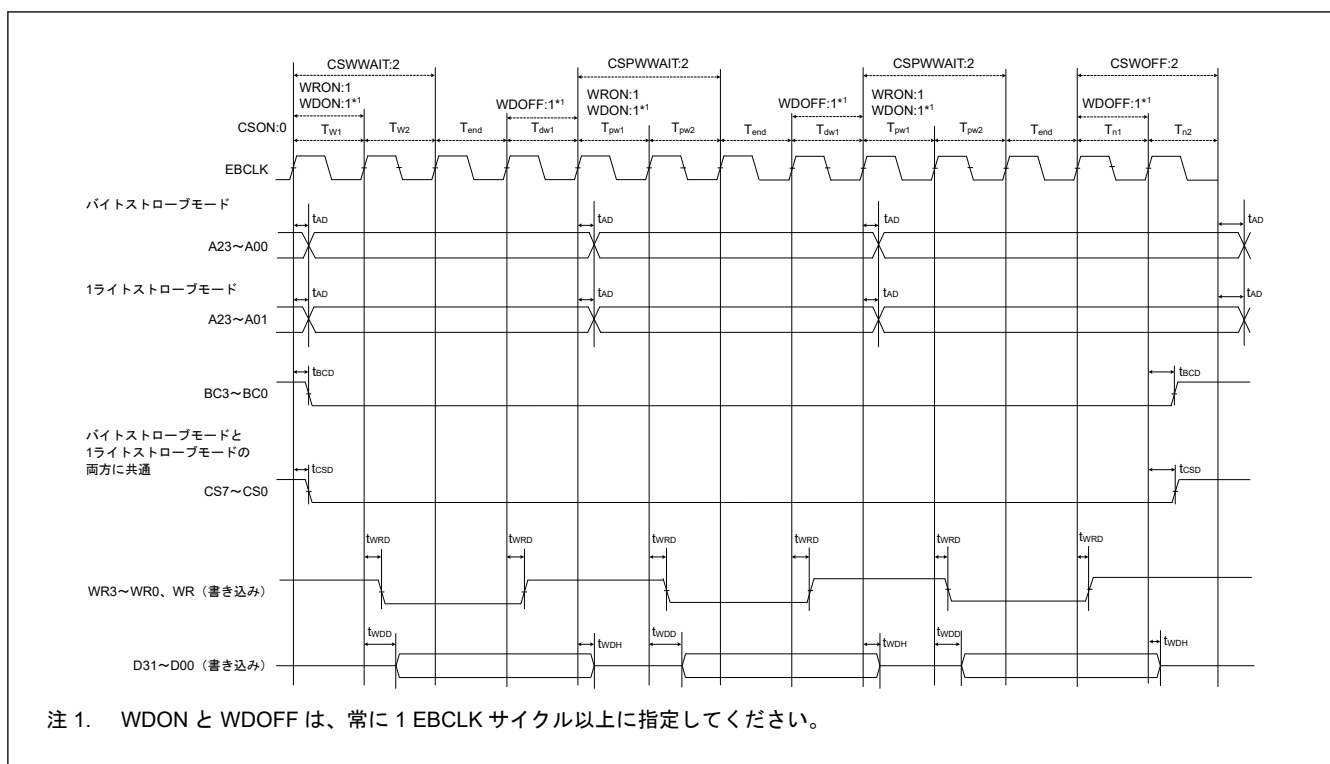 CSWWAIT:2 CSPWWAIT:2 CSPWWAIT:2 CSWOFF:2
WRON:1 WRON:1 WRON:1
WDON:1*1 WDOFF:1*1 WDON:1*1 WDOFF:1*1 WDON:1*1 WDOFF:1*1
CSON:0 TW1 TW2 Tend Tdw1 Tpw1 Tpw2 Tend Tdw1 Tpw1 Tpw2 Tend Tn1 Tn2
EBCLK
バイトストローブモード
tAD tAD tAD tAD
A23~A00
1ライトストローブモード
tAD tAD tAD tAD
A23~A01
tBCD tBCD
BC3~BC0
バイトストローブモードと
1ライトストローブモードの
両方に共通
tCSD tCSD
CS7~CS0
tWRD tWRD tWRD tWRD tWRD tWRD
WR3~WR0、WR(書き込み)
tWDD tWDH tWDD tWDH tWDD tWDH
D31~D00(書き込み)
注 1. WDON と WDOFF は、常に 1 EBCLK サイクル以上に指定してください。